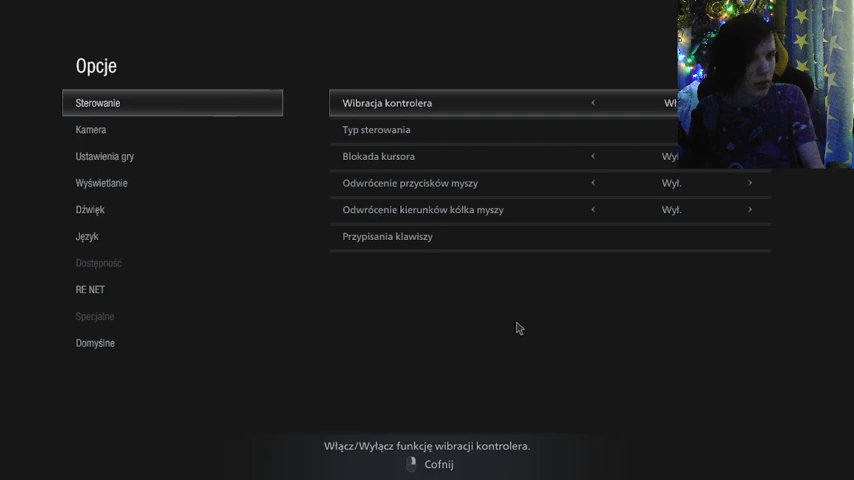 Opcje
Sterowanie
Kamera
Ustawienia gry
Wyświetlanie
Dźwięk
Język
Dostępność
RE NET
Specjalne
Domyślne
Wibracja kontrolera
Typ sterowania
Blokada kursora
Odwrócenie przycisków myszy Wył.
Odwrócenie kierunków kółka myszy Wył.
Przypisania klawiszy
Włącz/Wyłącz funkcję wibracji kontrolera.
Cofnij